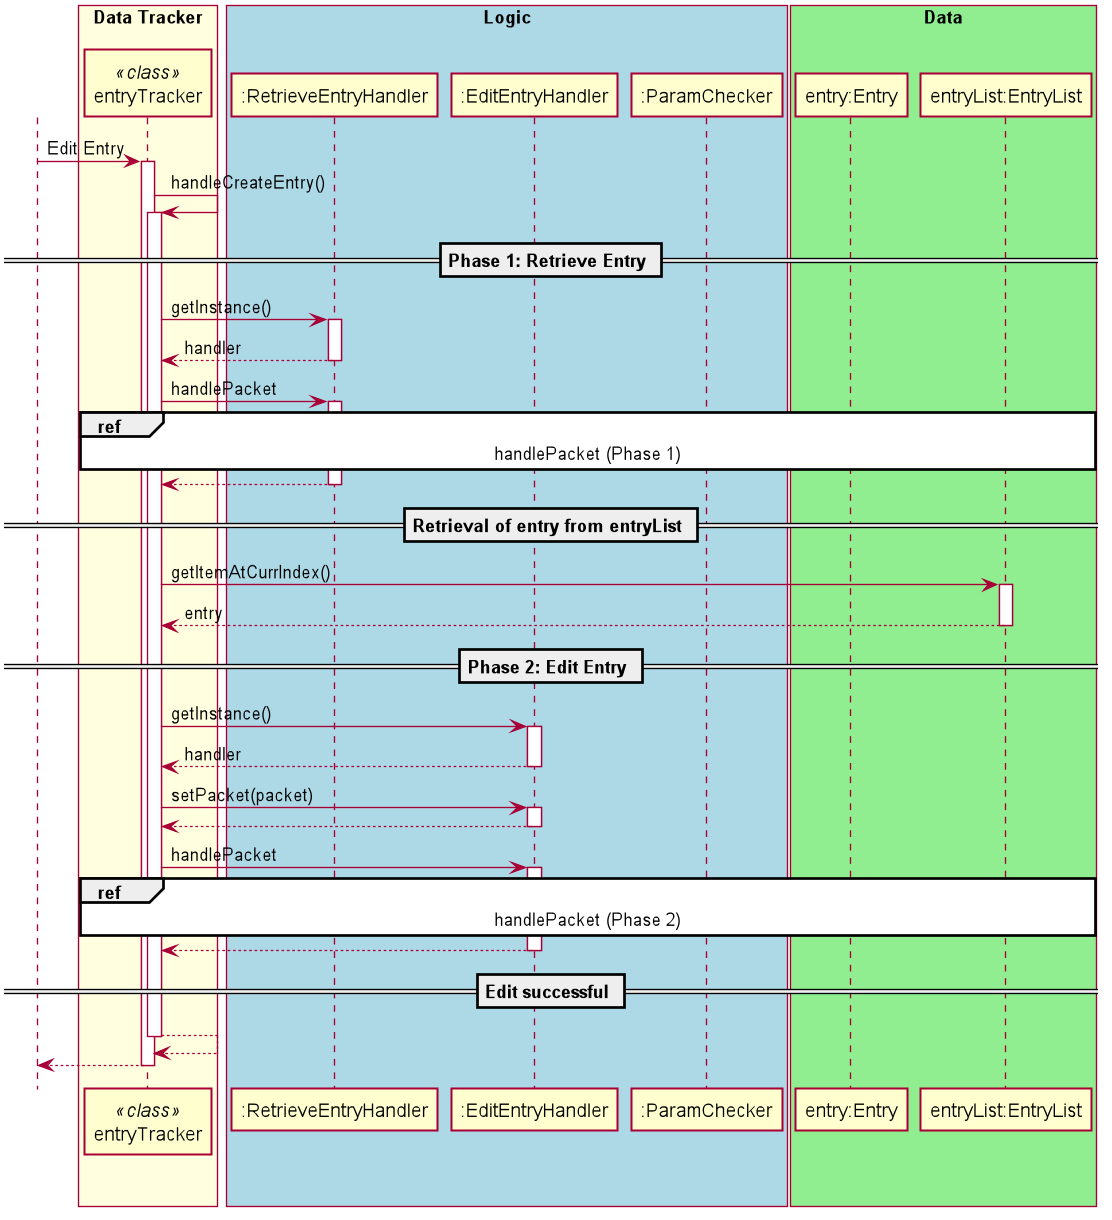 Data Tracker
Logic
Data
«class»
entryTracker
:RetrieveEntryHandler
:EditEntryHandler
:ParamChecker
entry:Entry
entryList:EntryList
Edit Entry
handleCreateEntry()
Phase 1: Retrieve Entry
getInstance()
handler
handlePacket
ref
handlePacket (Phase 1)
Retrieval of entry from entryList
getItemAtCurrIndex()
entry
Phase 2: Edit Entry
getInstance()
handler
setPacket(packet)
handlePacket
ref
handlePacket (Phase 2)
Edit successful
«class»
entryTracker
:RetrieveEntryHandler
:EditEntryHandler
:ParamChecker
entry:Entry
entryList:EntryList